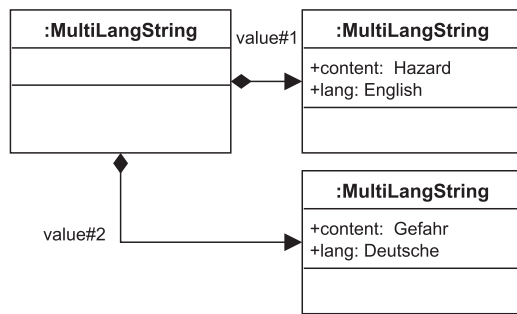 :MultiLangString
value#1
:MultiLangString
+content: Hazard
+lang: English
:MultiLangString
+content: Gefahr
+lang: Deutsche
value#2